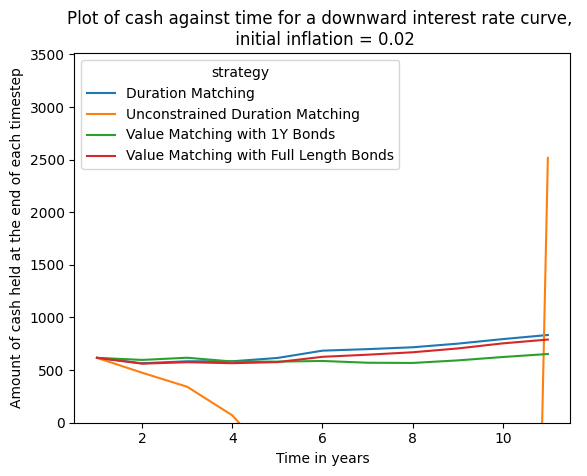 Plot of cash against time for a downward interest rate curve,
initial inflation = 0.02
Amount of cash held at the end of each timestep
3500
3000
2500
2000
1500
1000
500
0
strategy
Duration Matching
Unconstrained Duration Matching
Value Matching with 1Y Bonds
Value Matching with Full Length Bonds
2 4 6 8 10
Time in years